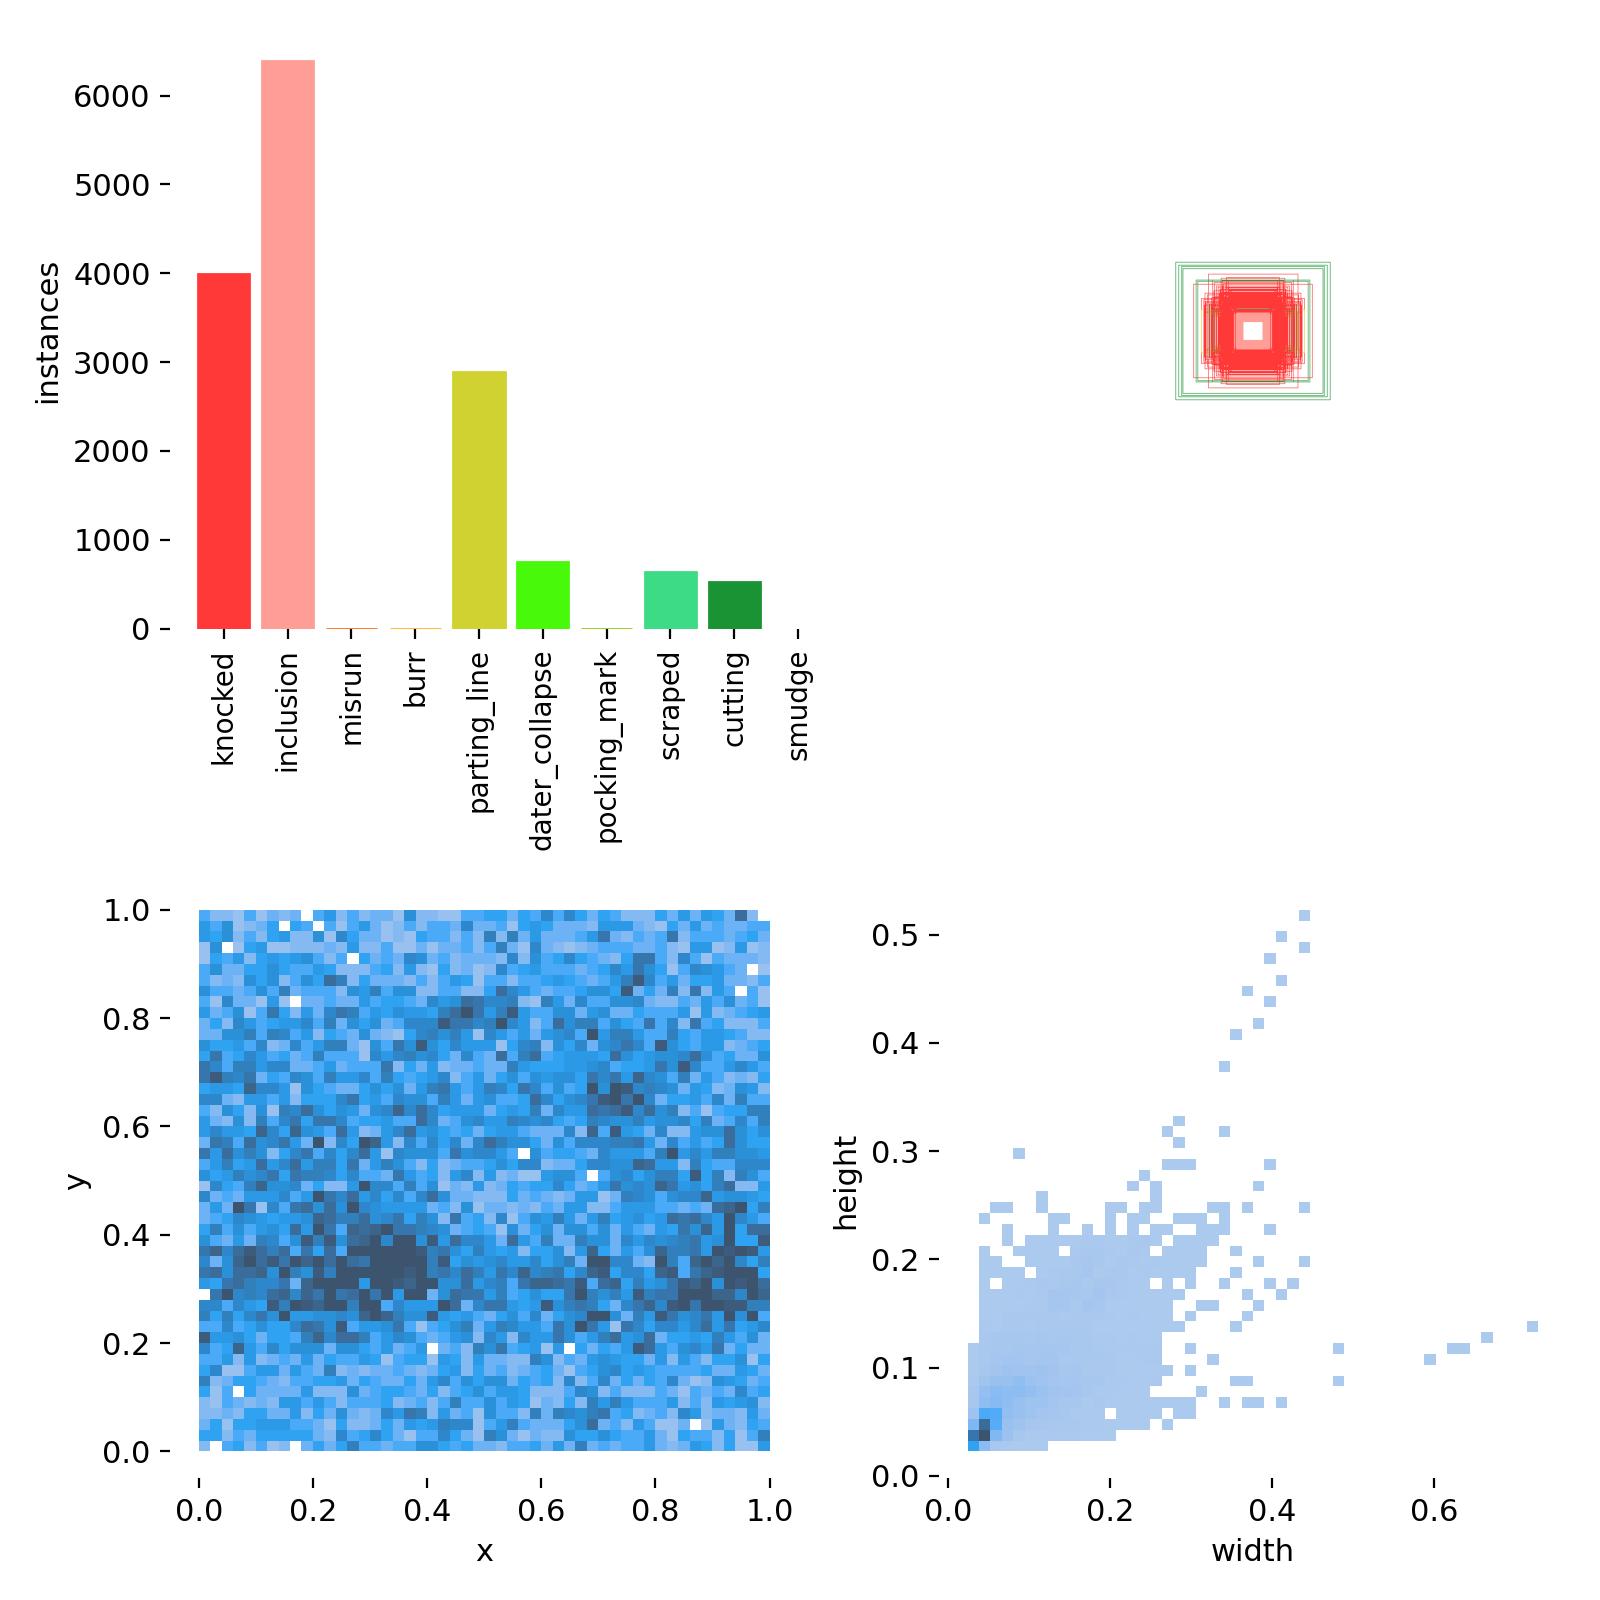 6000
5000
4000
3000
2000
1000
0
instances
knocked
inclusion
misrun
burr
parting_line
dater_collapse
pocking_mark
scraped
cutting
smudge
1.0
0.8
0.6
0.4
0.2
0.0
y
0.0 0.2 0.4 0.6 0.8 1.0
x
0.5
0.4
0.3
0.2
0.1
0.0
height
0.0 0.2 0.4 0.6
width